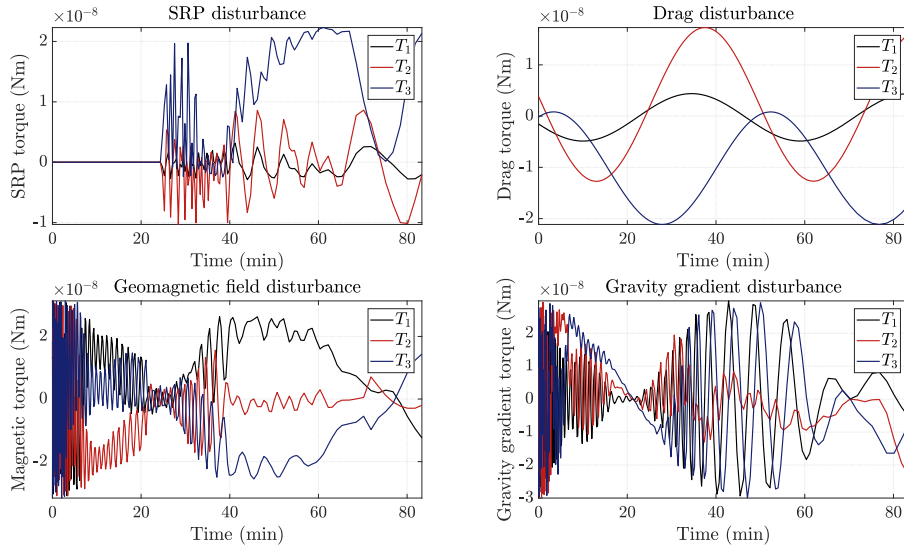 SRP disturbance
×10⁻⁸
2
1
0
-1
SRP torque (Nm)
0 20 40 60 80
Time (min)
T₁
T₂
T₃
Drag disturbance
×10⁻⁸
1
0
-1
-2
Drag torque (Nm)
0 20 40 60 80
Time (min)
T₁
T₂
T₃
Geomagnetic field disturbance
×10⁻⁸
2
0
-2
Magnetic torque (Nm)
0 20 40 60 80
Time (min)
T₁
T₂
T₃
Gravity gradient disturbance
×10⁻⁸
2
1
0
-1
-2
-3
Gravity gradient torque (Nm)
0 20 40 60 80
Time (min)
T₁
T₂
T₃